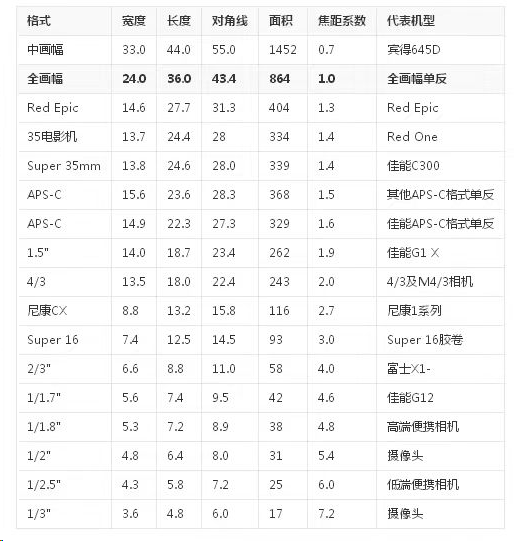 格式 宽度 长度 对角线 面积 焦距系数 代表机型
中画幅 33.0 44.0 55.0 1452 0.7 宾得645D
全画幅 24.0 36.0 43.4 864 1.0 全画幅单反
Red Epic 14.6 27.7 31.3 404 1.3 Red Epic
35电影机 13.7 24.4 28 334 1.4 Red One
Super 35mm 13.8 24.6 28.0 339 1.4 佳能C300
APS-C 15.6 23.6 28.3 368 1.5 其他APS-C格式单反
APS-C 14.9 22.3 27.3 329 1.6 佳能APS-C格式单反
1.5" 14.0 18.7 23.4 262 1.9 佳能G1 X
4/3 13.5 18.0 22.4 243 2.0 4/3及M4/3相机
尼康CX 8.8 13.2 15.8 116 2.7 尼康1系列
Super 16 7.4 12.5 14.5 93 3.0 Super 16胶卷
2/3" 6.6 8.8 11.0 58 4.0 富士X1-
1/1.7" 5.6 7.4 9.5 42 4.6 佳能G12
1/1.8" 5.3 7.2 8.9 38 4.8 高端便携相机
1/2" 4.8 6.4 8.0 31 5.4 摄像头
1/2.5" 4.3 5.8 7.2 25 6.0 低端便携相机
1/3" 3.6 4.8 6.0 17 7.2 摄像头